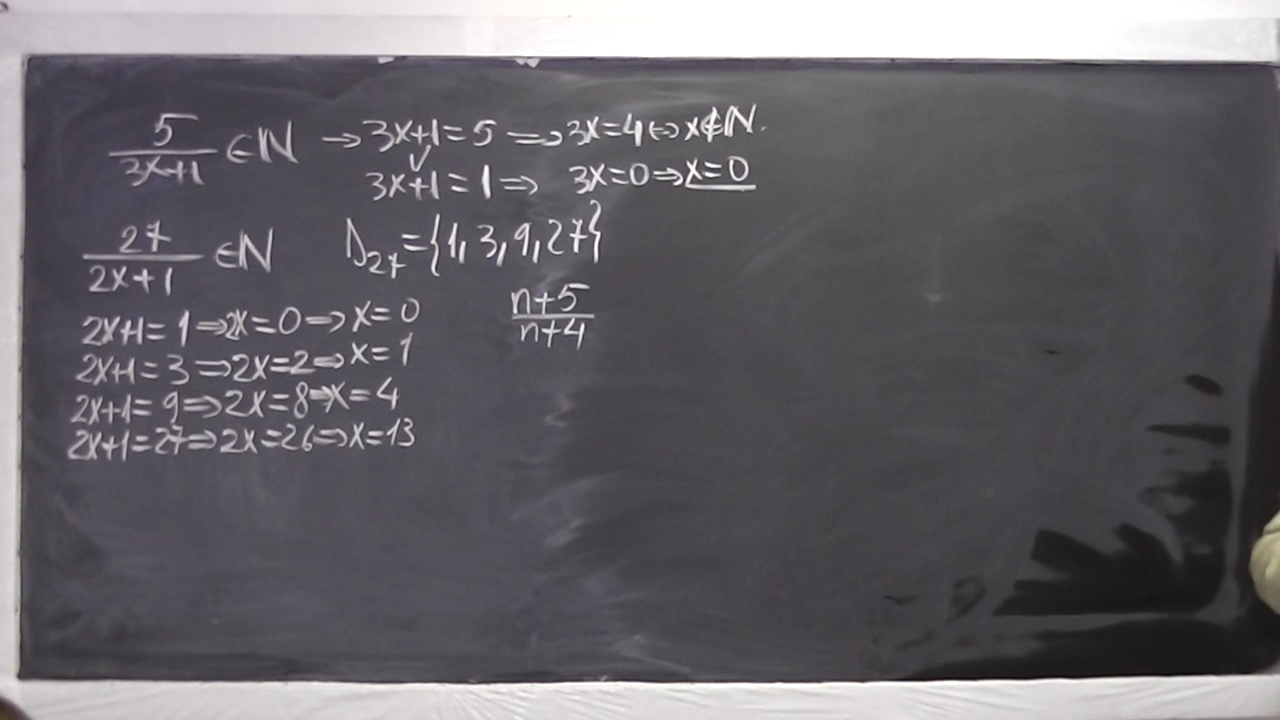 5/(3x+1) ∈ N → 3x+1=5 ⇒ 3x=4 ⇔ x∉N.
√ 3x+1=1 ⇒ 3x=0 ⇒ x=0
27/(2x+1) ∈ N D₂₇={1,3,9,27}
2x+1=1 ⇒ 2x=0 ⇒ x=0
2x+1=3 ⇒ 2x=2 ⇒ x=1
2x+1=9 ⇒ 2x=8 ⇒ x=4
2x+1=27 ⇒ 2x=26 ⇒ x=13
n+5/n+4